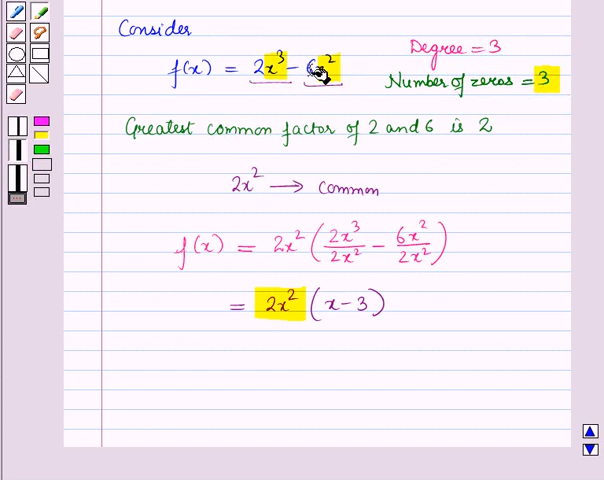 Consider
f(x) = 2x³ - 6x²
Degree = 3
Number of zeros = 3
Greatest common factor of 2 and 6 is 2
2x² → common
f(x) = 2x² ( 2x³/2x² - 6x²/2x² )
= 2x² ( x - 3 )